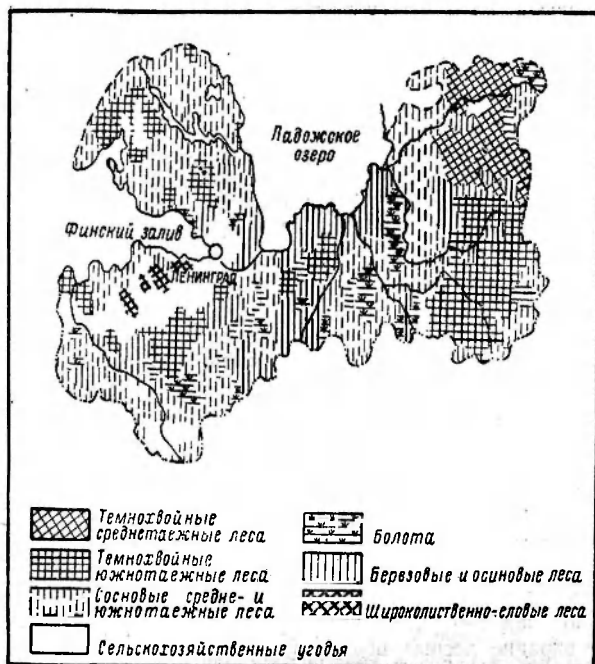 Ладожское
озеро
Финский залив
ЛЕНИНГРАД
Темнохвойные
среднетаежные леса
Темнохвойные
южнотаежные леса
Сосновые средне- и
южнотаежные леса
Сельскохозяйственные угодья
Болота
Березовые и осиновые леса
Широколиственно-еловые леса